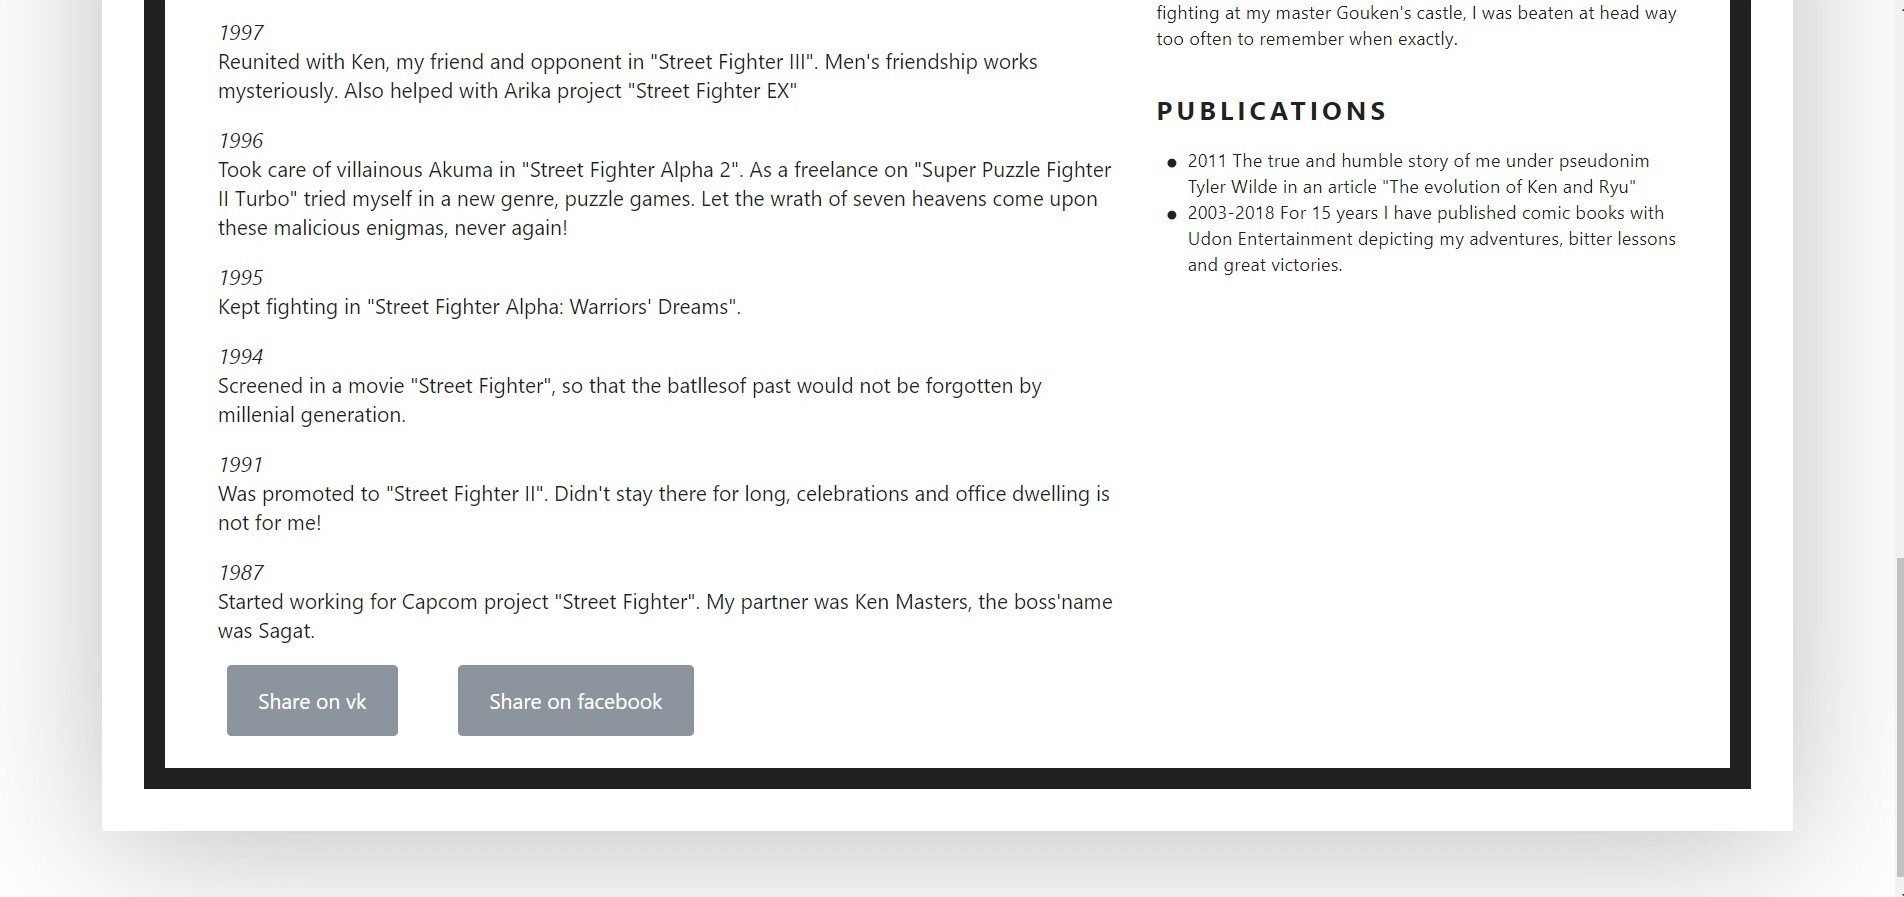 1997
Reunited with Ken, my friend and opponent in "Street Fighter III". Men's friendship works
mysteriously. Also helped with Arika project "Street Fighter EX"
1996
Took care of villainous Akuma in "Street Fighter Alpha 2". As a freelance on "Super Puzzle Fighter
II Turbo" tried myself in a new genre, puzzle games. Let the wrath of seven heavens come upon
these malicious enigmas, never again!
1995
Kept fighting in "Street Fighter Alpha: Warriors' Dreams".
1994
Screened in a movie "Street Fighter", so that the batllesof past would not be forgotten by
millenial generation.
1991
Was promoted to "Street Fighter II". Didn't stay there for long, celebrations and office dwelling is
not for me!
1987
Started working for Capcom project "Street Fighter". My partner was Ken Masters, the boss'name
was Sagat.
Share on vk
Share on facebook
fighting at my master Gouken's castle, I was beaten at head way
too often to remember when exactly.
PUBLICATIONS
● 2011 The true and humble story of me under pseudonim
Tyler Wilde in an article "The evolution of Ken and Ryu"
● 2003-2018 For 15 years I have published comic books with
Udon Entertainment depicting my adventures, bitter lessons
and great victories.